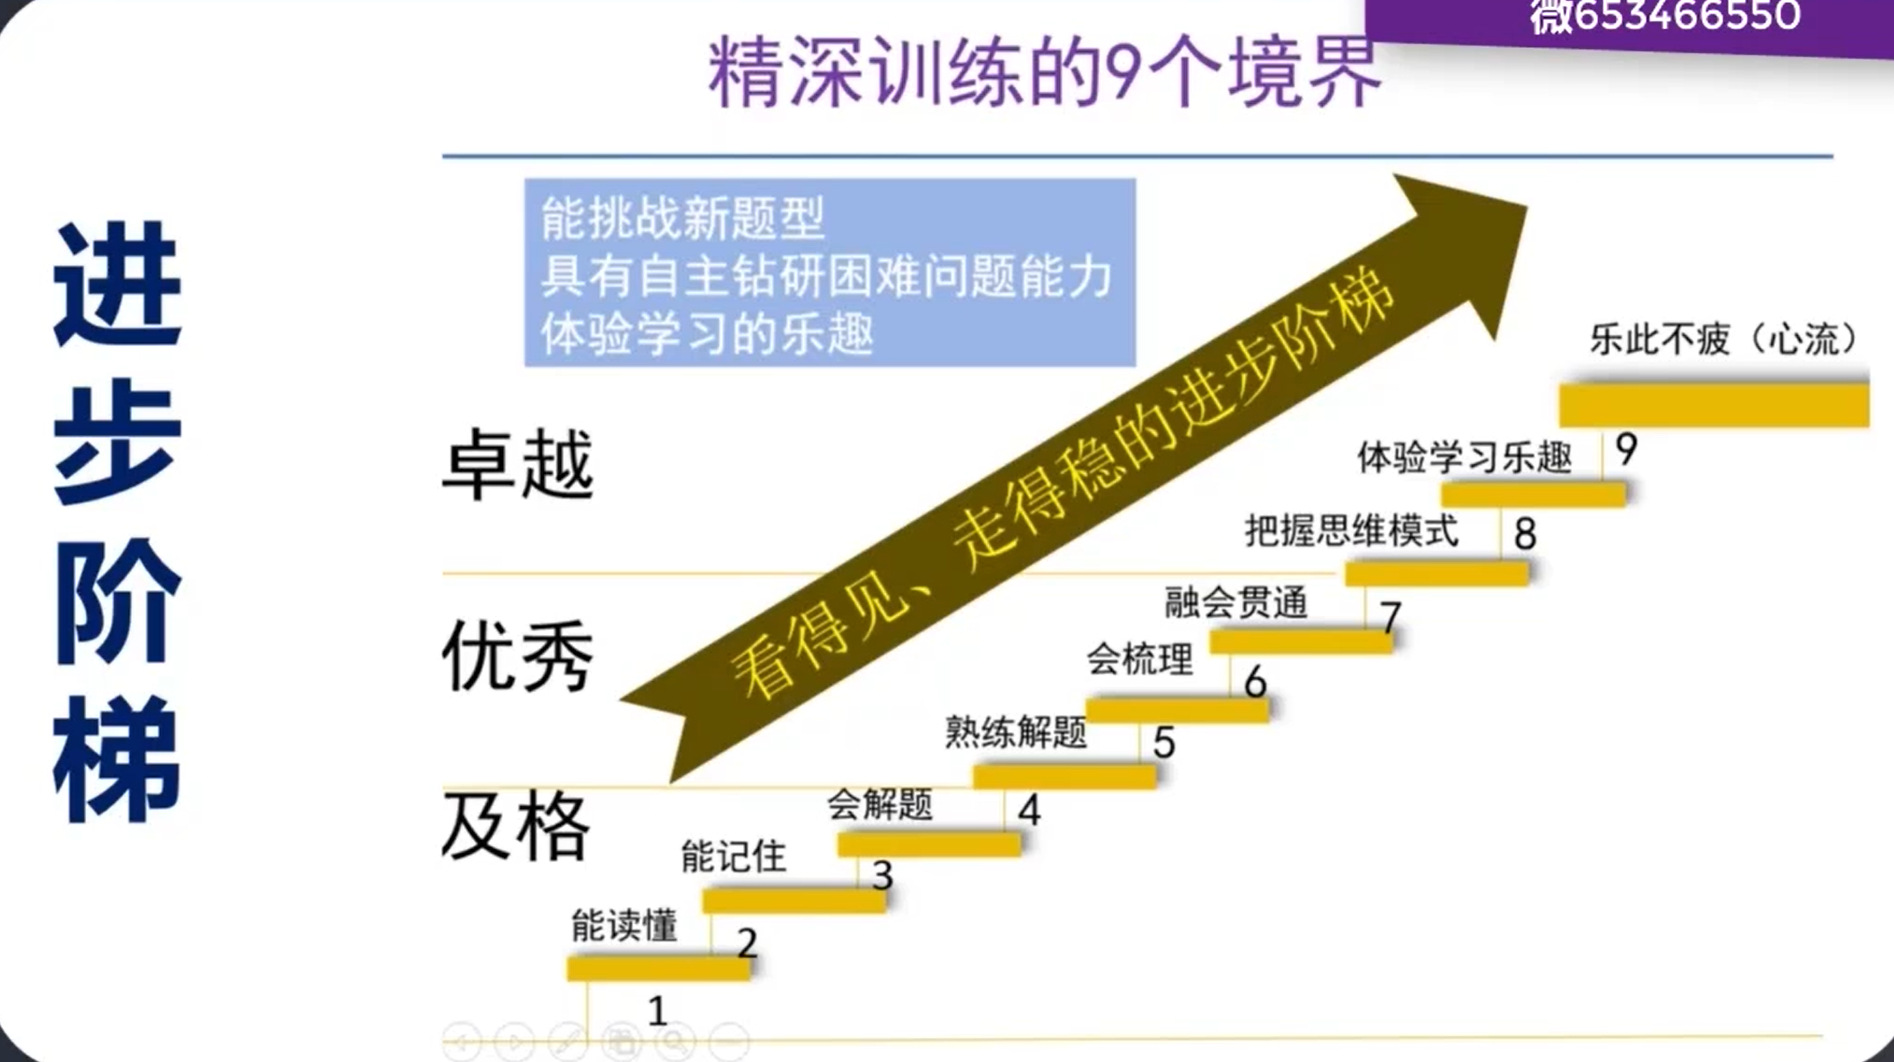 微653466550
精深训练的9个境界
进步阶梯
能挑战新题型
具有自主钻研困难问题能力
体验学习的乐趣
看得见、走得稳的进步阶梯
卓越
优秀
及格
乐此不疲（心流）
9
体验学习乐趣
8
把握思维模式
7
融会贯通
6
会梳理
5
熟练解题
4
会解题
3
能记住
2
能读懂
1